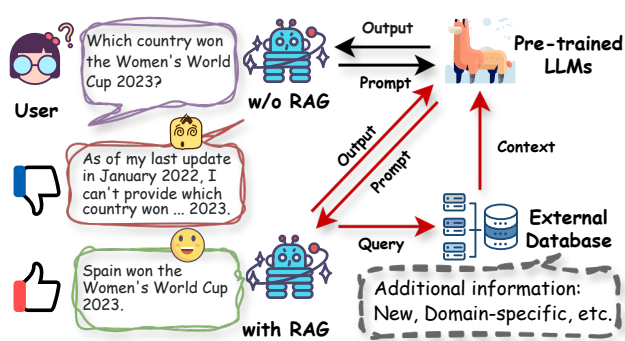 Which country won
the Women's World
Cup 2023?
User
w/o RAG
Output
Prompt
Pre-trained
LLMs
As of my last update
in January 2022, I
can't provide which
country won ... 2023.
Output
Prompt
Context
Query
External
Database
Spain won the
Women's World Cup
2023.
with RAG
Additional information:
New, Domain-specific, etc.